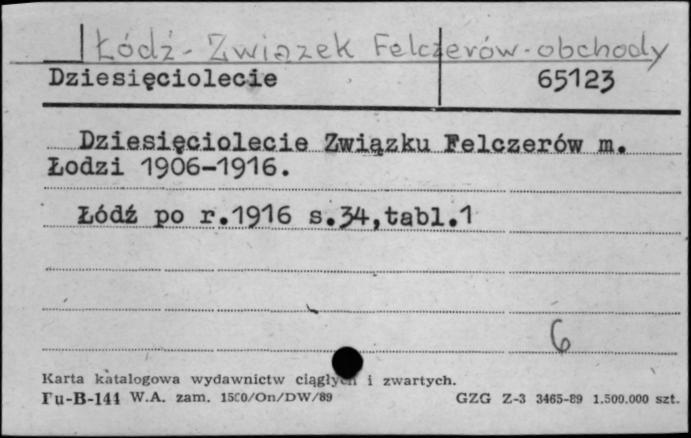 Łódź - Związek Felczerów - obchody
Dziesięciolecie 65123
Dziesięciolecie Związku Felczerów m.
Łodzi 1906-1916.
Łódź po r.1916 s.34,tabl.1
6
Karta katalogowa wydawnictw ciągłych i zwartych.
Pu-B-144 W.A. zam. 1500/On/DW/89 GZG Z-3 3465-89 1.500.000 szt.